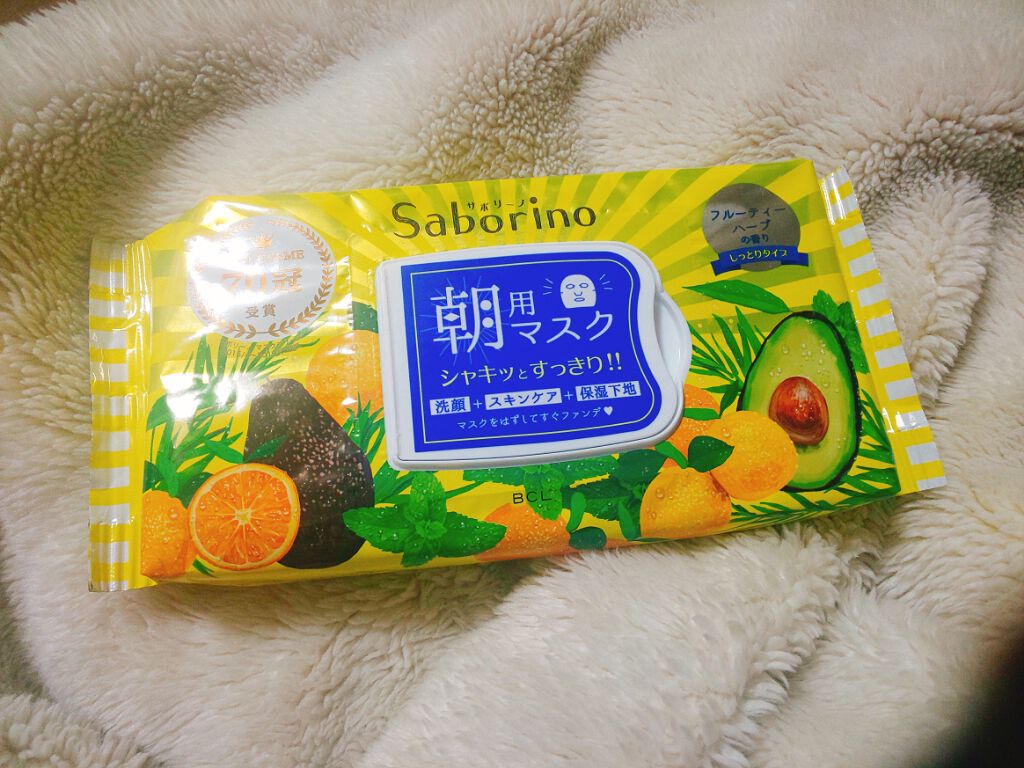 サボリーノ
Saborino
フルーティー
ハーブ
の香り
しっとりタイプ
受賞
朝用
マスク
シャキッとすっきり!!
洗顔+スキンケア+保湿下地
マスクをはずしてすぐファンデ♥
BCL